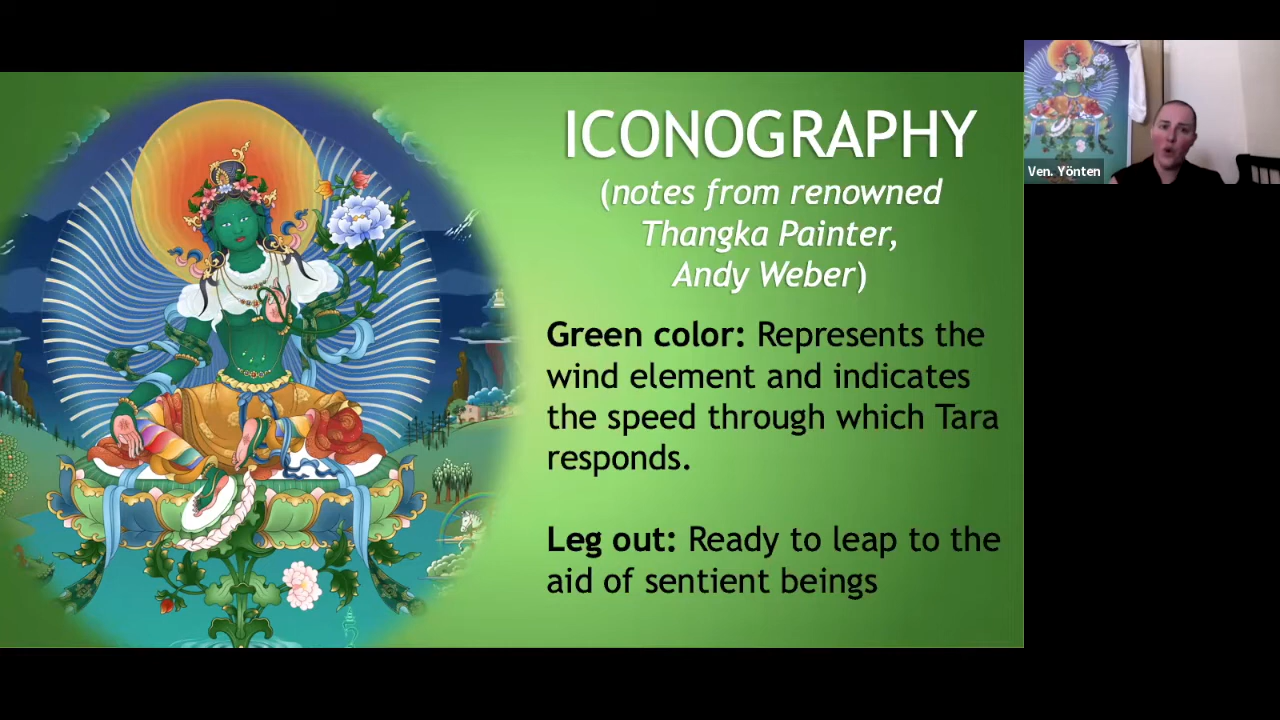 ICONOGRAPHY
(notes from renowned
Thangka Painter,
Andy Weber)
Green color: Represents the
wind element and indicates
the speed through which Tara
responds.
Leg out: Ready to leap to the
aid of sentient beings
Ven. Yönten